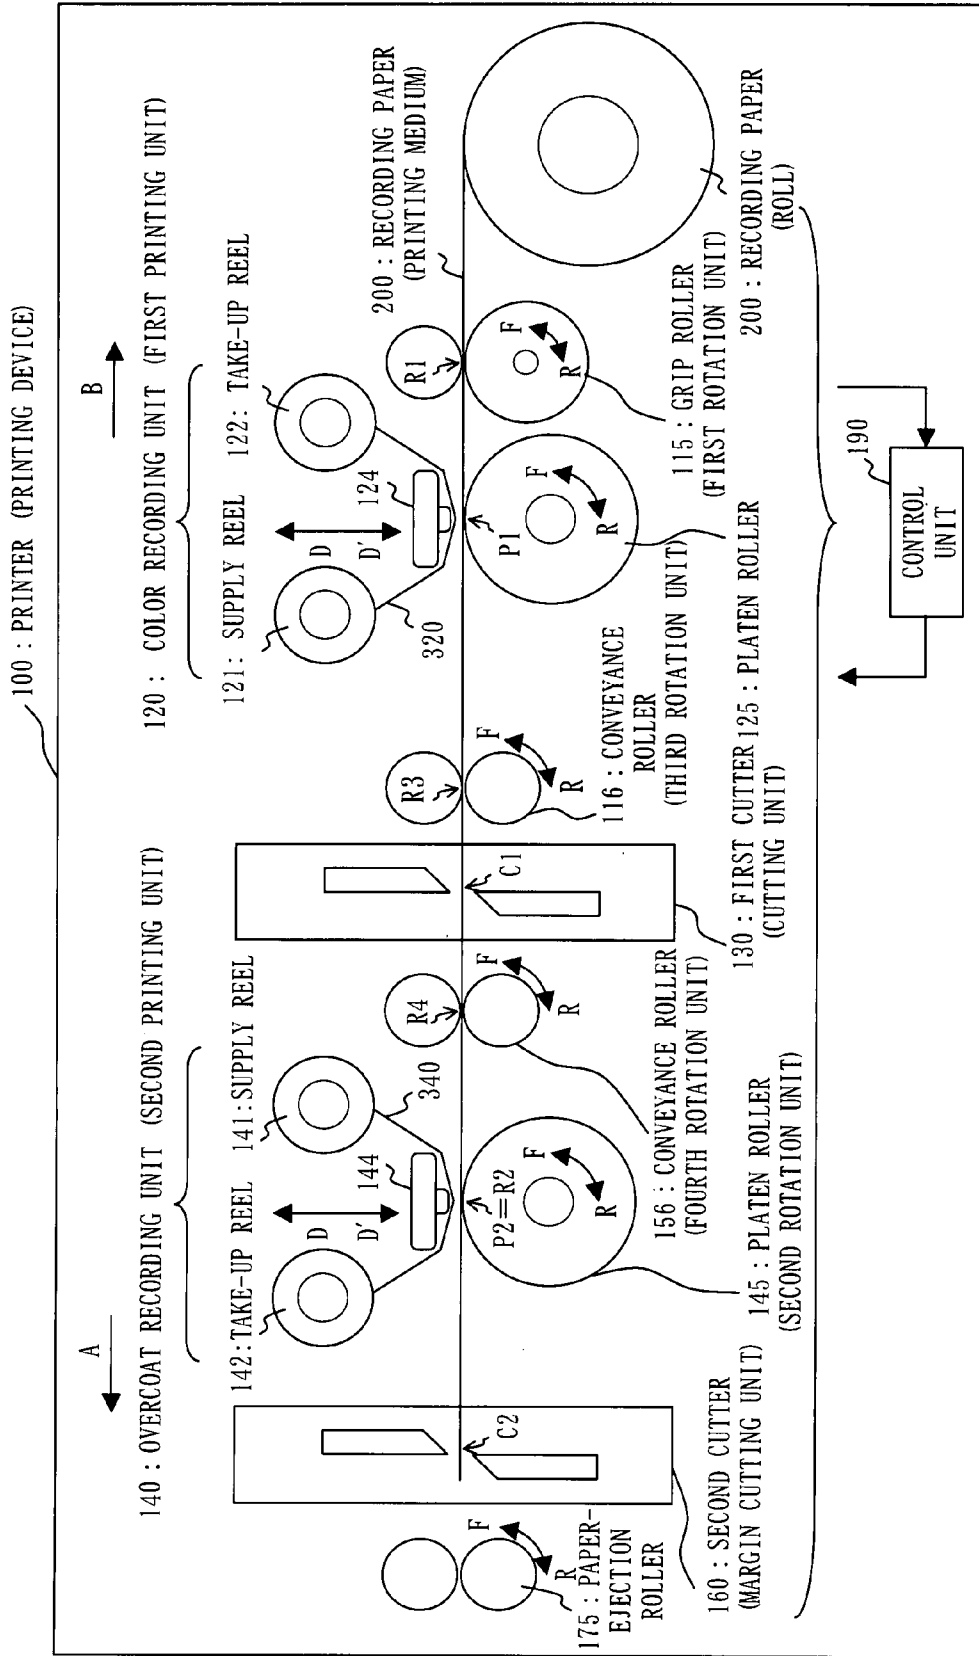 100 : PRINTER (PRINTING DEVICE)
A
B
140 : OVERCOAT RECORDING UNIT (SECOND PRINTING UNIT)
120 : COLOR RECORDING UNIT (FIRST PRINTING UNIT)
142:TAKE-UP REEL
141:SUPPLY REEL
121: SUPPLY REEL
122: TAKE-UP REEL
D
D'
144
340
D
D'
124
320
R4
R3
R1
200 : RECORDING PAPER
(PRINTING MEDIUM)
C2
P2=R2
C1
P1
F
R
F
R
F
R
F
R
F
R
F
R
175 : PAPER-
EJECTION
ROLLER
160 : SECOND CUTTER
(MARGIN CUTTING UNIT)
145 : PLATEN ROLLER
(SECOND ROTATION UNIT)
156 : CONVEYANCE ROLLER
(FOURTH ROTATION UNIT)
130 : FIRST CUTTER
(CUTTING UNIT)
116 : CONVEYANCE
ROLLER
(THIRD ROTATION UNIT)
125 : PLATEN ROLLER
115 : GRIP ROLLER
(FIRST ROTATION UNIT)
200 : RECORDING PAPER
(ROLL)
190
CONTROL
UNIT